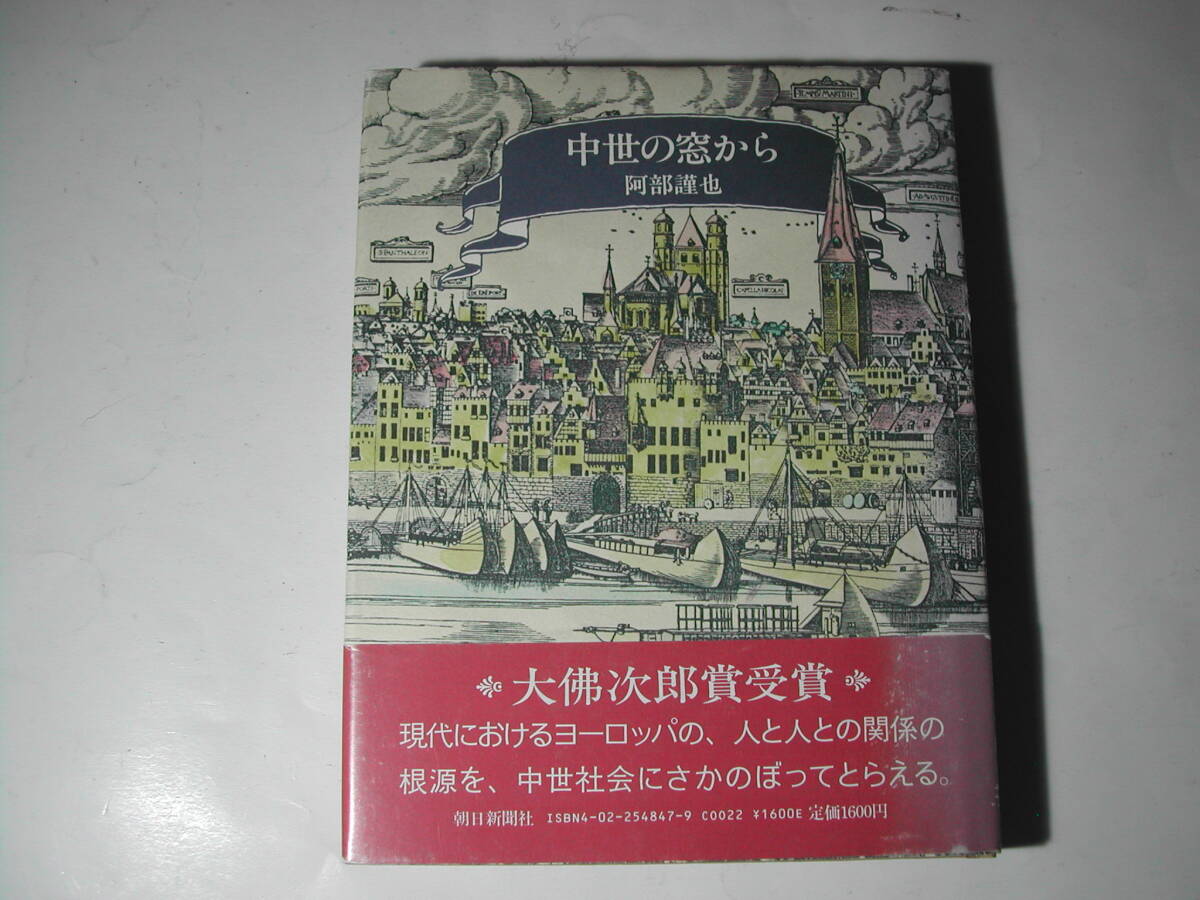 中世の窓から
阿部謹也
S PANTHALEON
CAPELLA NICOLAI
大佛次郎賞受賞
現代におけるヨーロッパの、人と人との関係の
根源を、中世社会にさかのぼってとらえる。
朝日新聞社 ISBN4-02-254847-9 C0022 ¥1600E 定価1600円